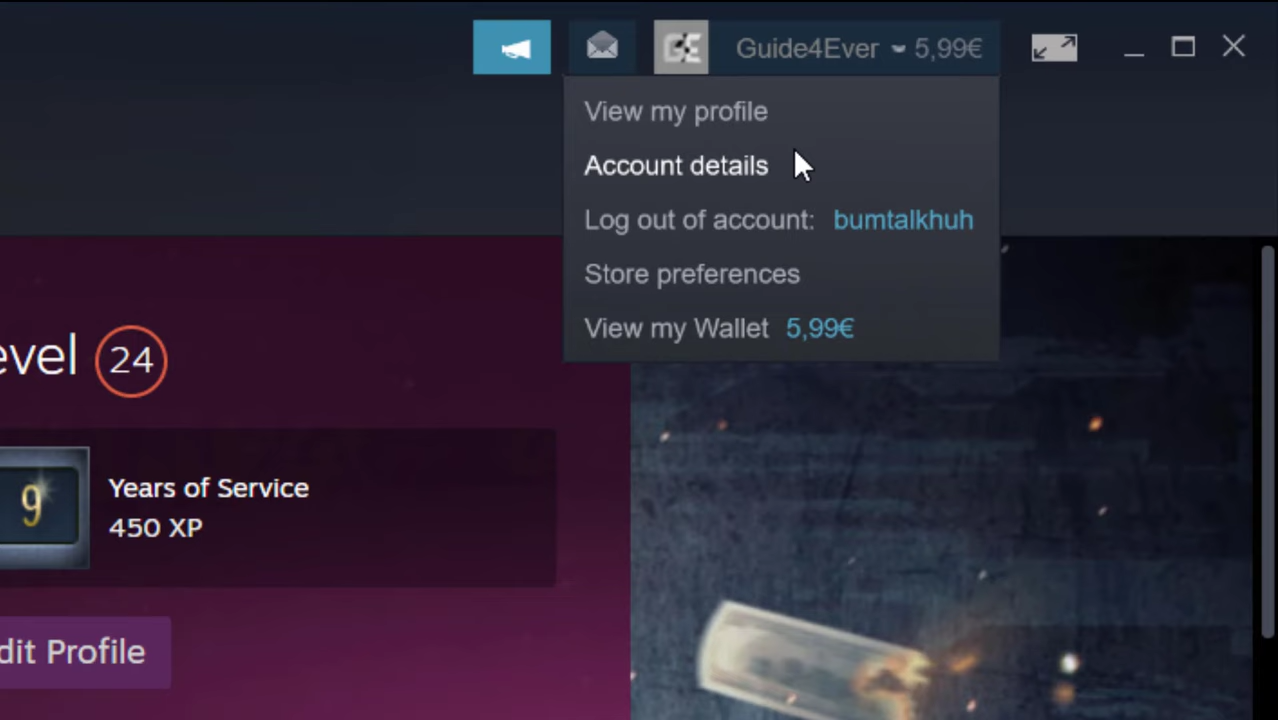 GE Guide4Ever 5,99€
View my profile
Account details
Log out of account: bumtalkhuh
Store preferences
View my Wallet 5,99€
evel 24
9 Years of Service
450 XP
dit Profile